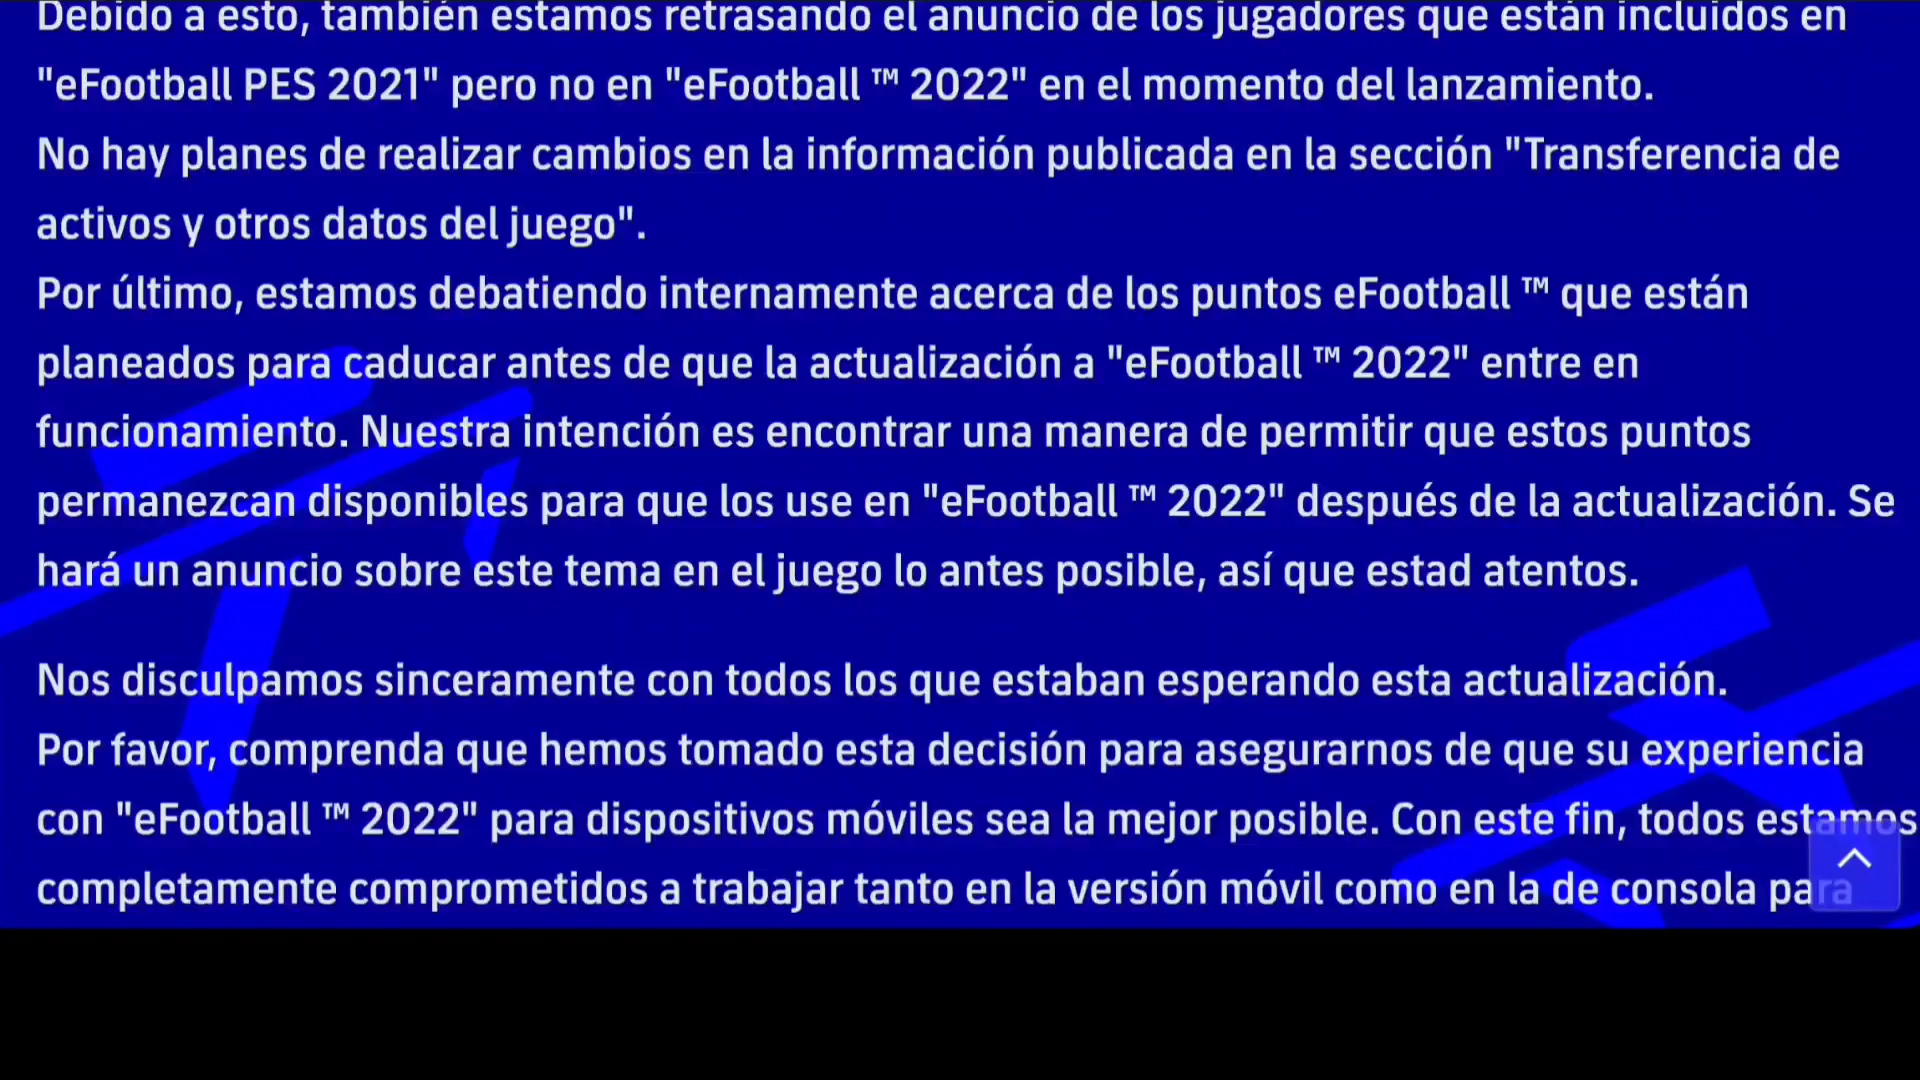 Debido a esto, también estamos retrasando el anuncio de los jugadores que están incluidos en
"eFootball PES 2021" pero no en "eFootball ™ 2022" en el momento del lanzamiento.
No hay planes de realizar cambios en la información publicada en la sección "Transferencia de
activos y otros datos del juego".
Por último, estamos debatiendo internamente acerca de los puntos eFootball ™ que están
planeados para caducar antes de que la actualización a "eFootball ™ 2022" entre en
funcionamiento. Nuestra intención es encontrar una manera de permitir que estos puntos
permanezcan disponibles para que los use en "eFootball ™ 2022" después de la actualización. Se
hará un anuncio sobre este tema en el juego lo antes posible, así que estad atentos.
Nos disculpamos sinceramente con todos los que estaban esperando esta actualización.
Por favor, comprenda que hemos tomado esta decisión para asegurarnos de que su experiencia
con "eFootball ™ 2022" para dispositivos móviles sea la mejor posible. Con este fin, todos estamos
completamente comprometidos a trabajar tanto en la versión móvil como en la de consola para